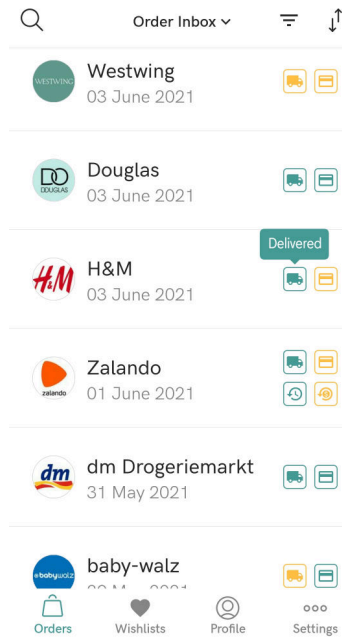 Order Inbox
WESTWING
Westwing
03 June 2021
DOUGLAS
Douglas
03 June 2021
Delivered
H&M
H&M
03 June 2021
zalando
Zalando
01 June 2021
dm
dm Drogeriemarkt
31 May 2021
babywalz
baby-walz
Orders
Wishlists
Profile
Settings